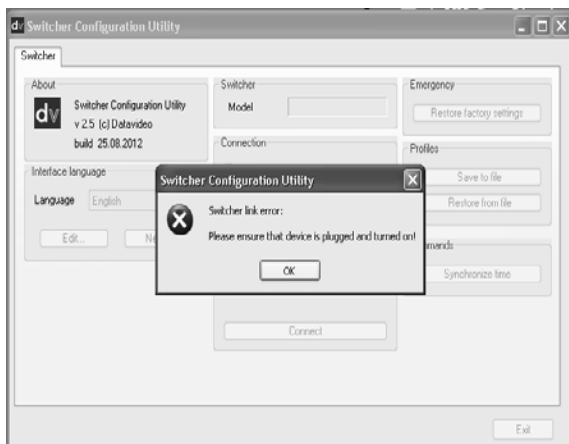 dv Switcher Configuration Utility
Switcher
About
dv
Switcher Configuration Utility
v 2.5 (c) Datavideo
build 25.08.2012
Interface language
Language English
Edit...
Switcher
Model
Connection
Connect
Emergency
Restore factory settings
Profiles
Save to file
Restore from file
Synchronize time
Switcher Configuration Utility
Switcher link error:
Please ensure that device is plugged and turned on!
OK
Exit